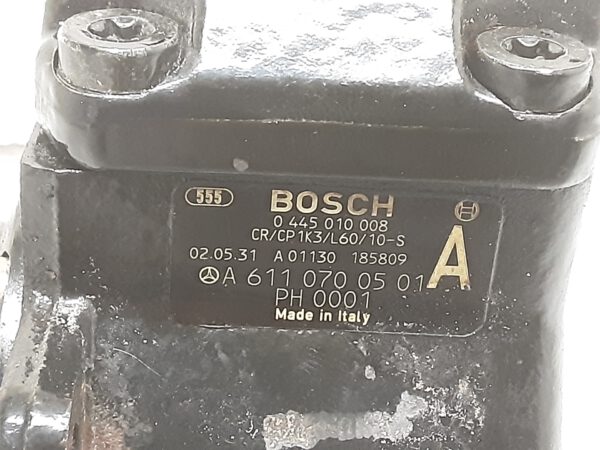 555 BOSCH
0 445 010 008
CR/CP1K3/L60/10-S
02.05.31 A 01130 185809
A 611 070 05 01 A
PH 0001
Made in Italy